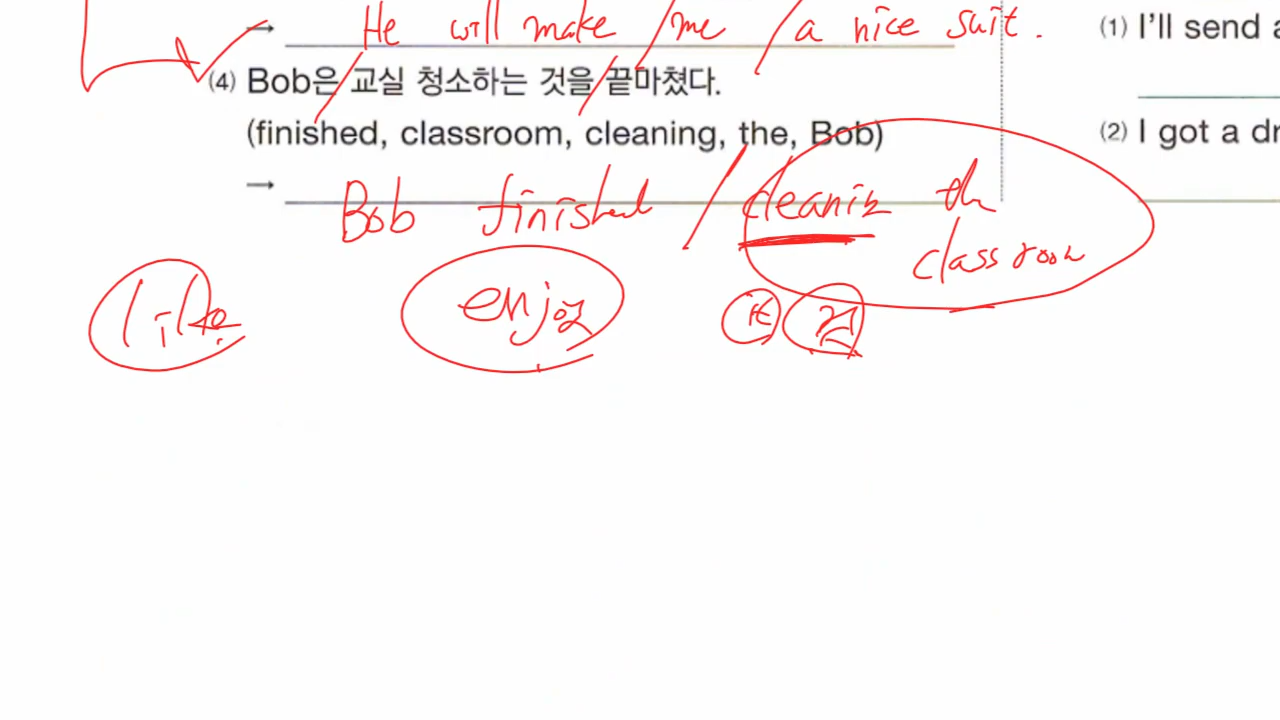 → He will make / me / a nice suit.
(4) Bob은 / 교실 청소하는 것을 / 끝마쳤다.
(finished, classroom, cleaning, the, Bob)
→ Bob finished / cleaning the
classroom
like enjoy
(1) I'll send a
(2) I got a dr